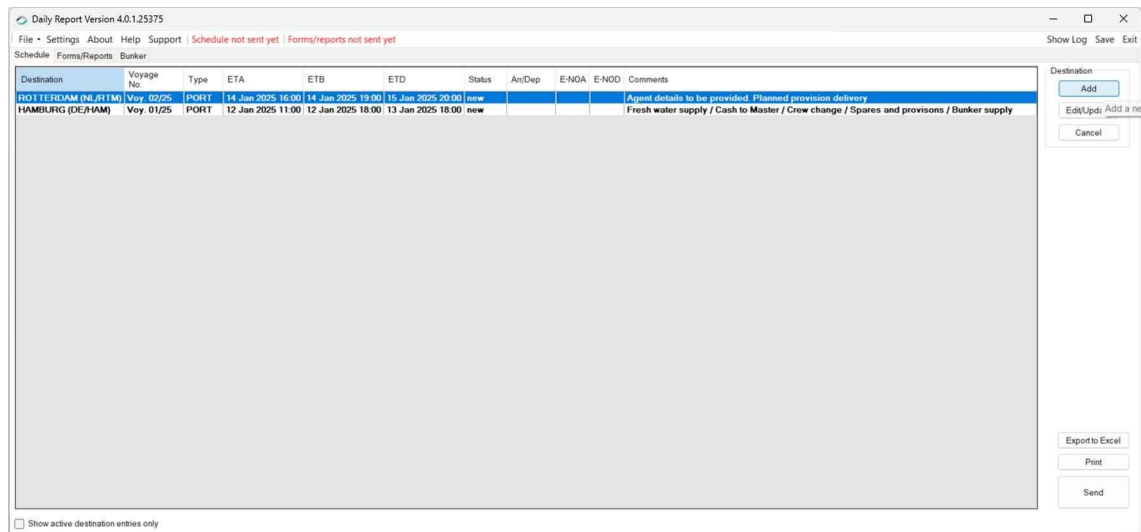 Daily Report Version 4.0.1.25375
File Settings About Help Support Schedule not sent yet Forms/reports not sent yet Show Log Save Exit
Schedule Forms/Reports Bunker
Destination Voyage No. Type ETA ETB ETD Status Arr/Dep E-NOA E-NOD Comments
ROTTERDAM (NL/RTM) Voy. 02/25 PORT 14 Jan 2025 16:00 14 Jan 2025 19:00 15 Jan 2025 20:00 new Agent details to be provided. Planned provision delivery
HAMBURG (DE/HAM) Voy. 01/25 PORT 12 Jan 2025 11:00 12 Jan 2025 18:00 13 Jan 2025 18:00 new Fresh water supply / Cash to Master / Crew change / Spares and provisons / Bunker supply
Destination
Add
Edit/Upd Add a ne
Cancel
Export to Excel
Print
Send
Show active destination entries only